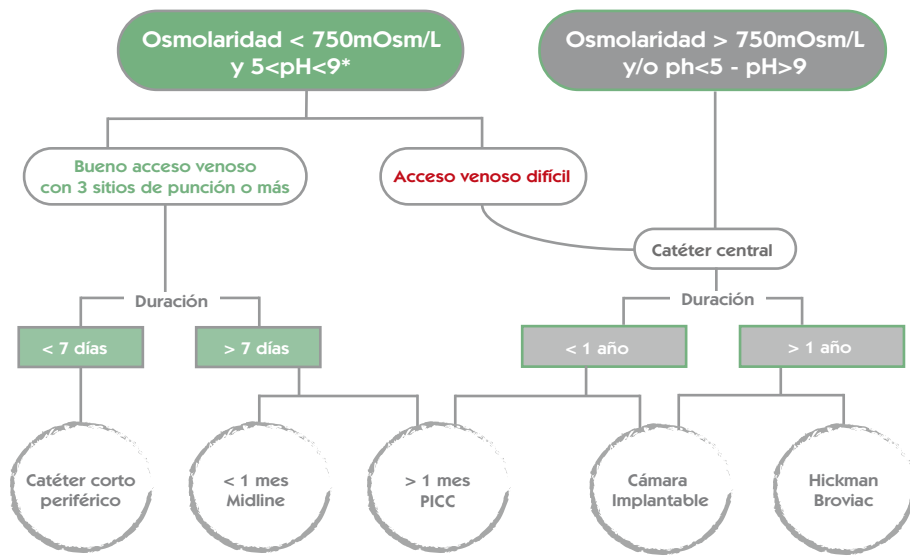 Osmolaridad < 750mOsm/L
y 5<pH<9*
Osmolaridad > 750mOsm/L
y/o ph<5 - pH>9
Bueno acceso venoso
con 3 sitios de punción o más
Acceso venoso difícil
Catéter central
Duración
Duración
< 7 días
> 7 días
< 1 año
> 1 año
Catéter corto
periférico
< 1 mes
Midline
> 1 mes
PICC
Cámara
Implantable
Hickman
Broviac